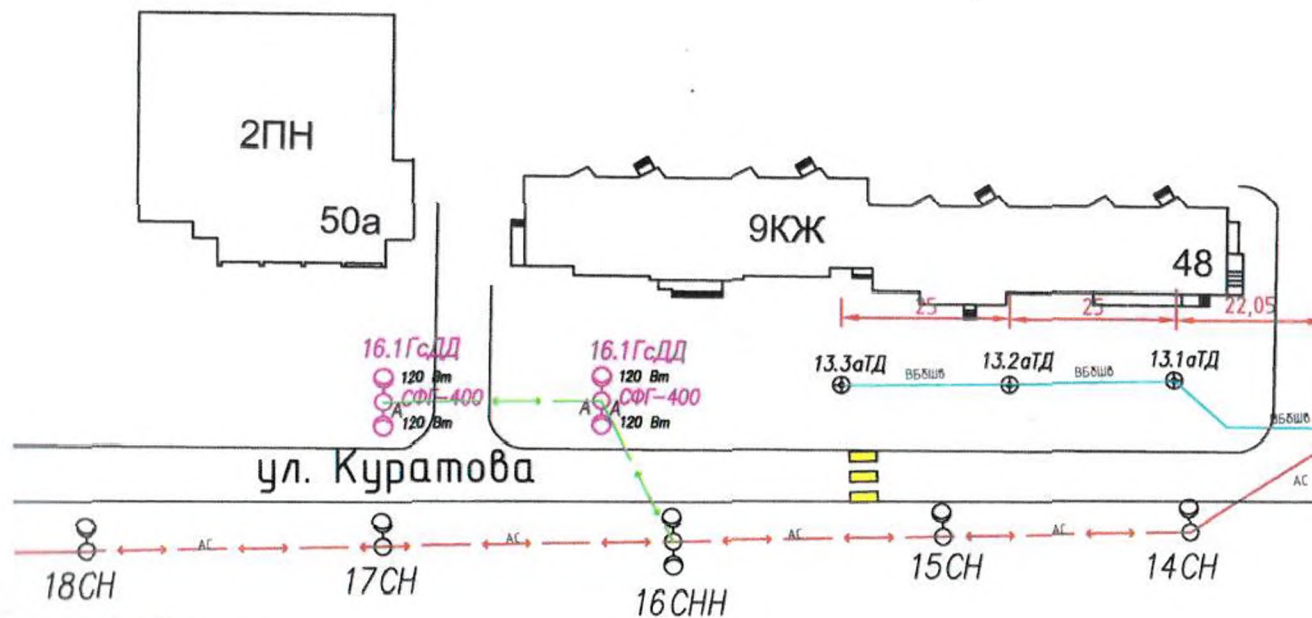 2ПН
50а
9КЖ
48
25
25
22,05
16.1ГсДД
120 Вт
СФГ-400
А
120 Вт
16.1ГсДД
120 Вт
СФГ-400
А А
120 Вт
13.3аТД
ВБбШв
13.2аТД
ВБбШв
13.1аТД
ВБбШв
ул. Куратова
АС
АС
АС
АС
АС
18СН
17СН
16СНН
15СН
14СН